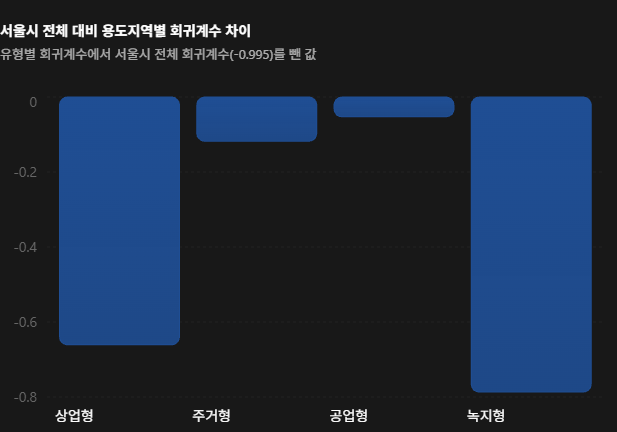 서울시 전체 대비 용도지역별 회귀계수 차이
유형별 회귀계수에서 서울시 전체 회귀계수(-0.995)를 뺀 값
0
-0.2
-0.4
-0.6
-0.8
상업형 주거형 공업형 녹지형